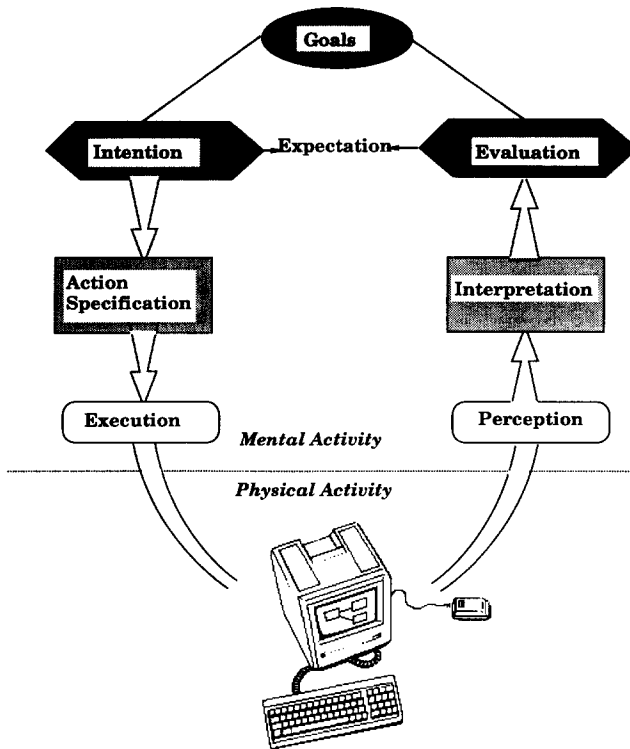 Goals
Intention
Expectation
Evaluation
Action
Specification
Interpretation
Execution
Perception
Mental Activity
Physical Activity